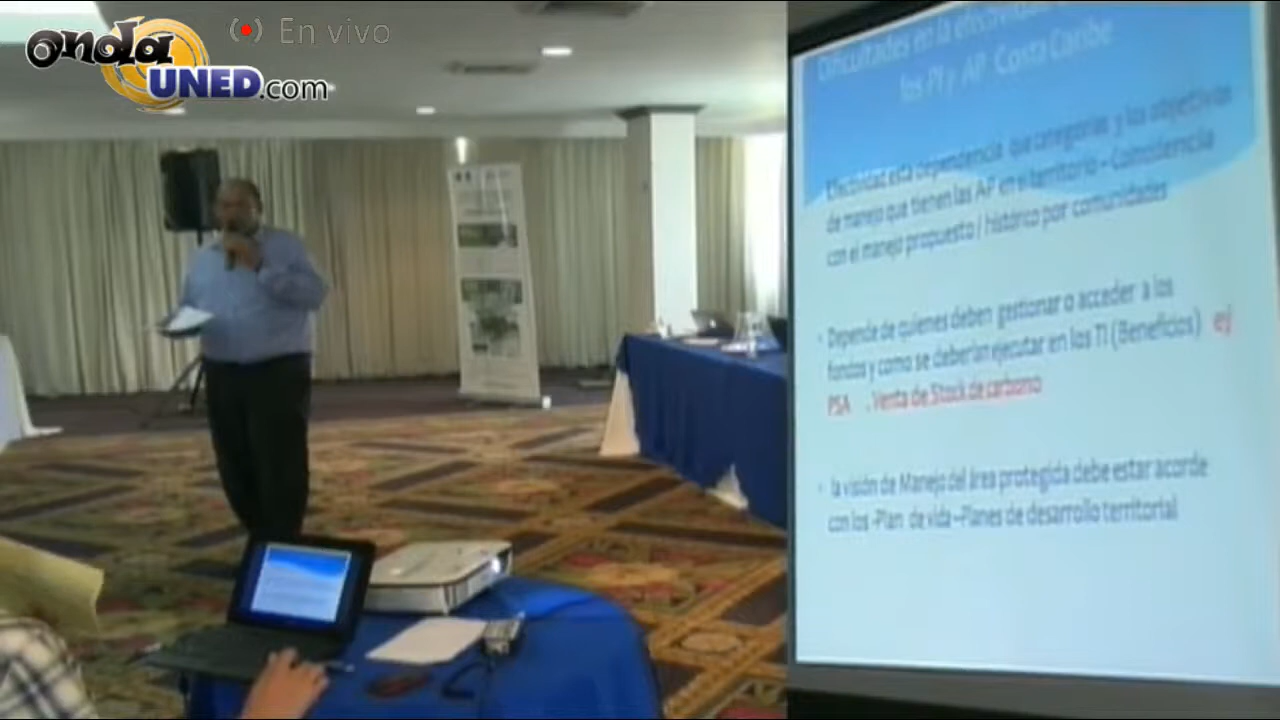 onda
UNED.com
En vivo
Dificultades en la efectividad
los PI y AP Costa Caribe
Efectividad esta dependencia que categorias y los objetivos
de manejo que tienen las AP en el territorio – Coincidencia
con el manejo propuesto / histórico por comunidades
Depende de quienes deben gestionar o acceder a los
fondos y como se deberían ejecutar en los TI (Beneficios) ej
PSA . Venta de Stock de carbono
la visión de Manejo del área protegida debe estar acorde
con los -Plan de vida –Planes de desarrollo territorial